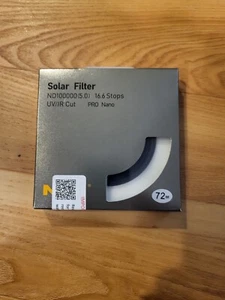 Solar Filter
ND100000(5.0) 16.6 Stops
UV/IR Cut PRO Nano
72㎜